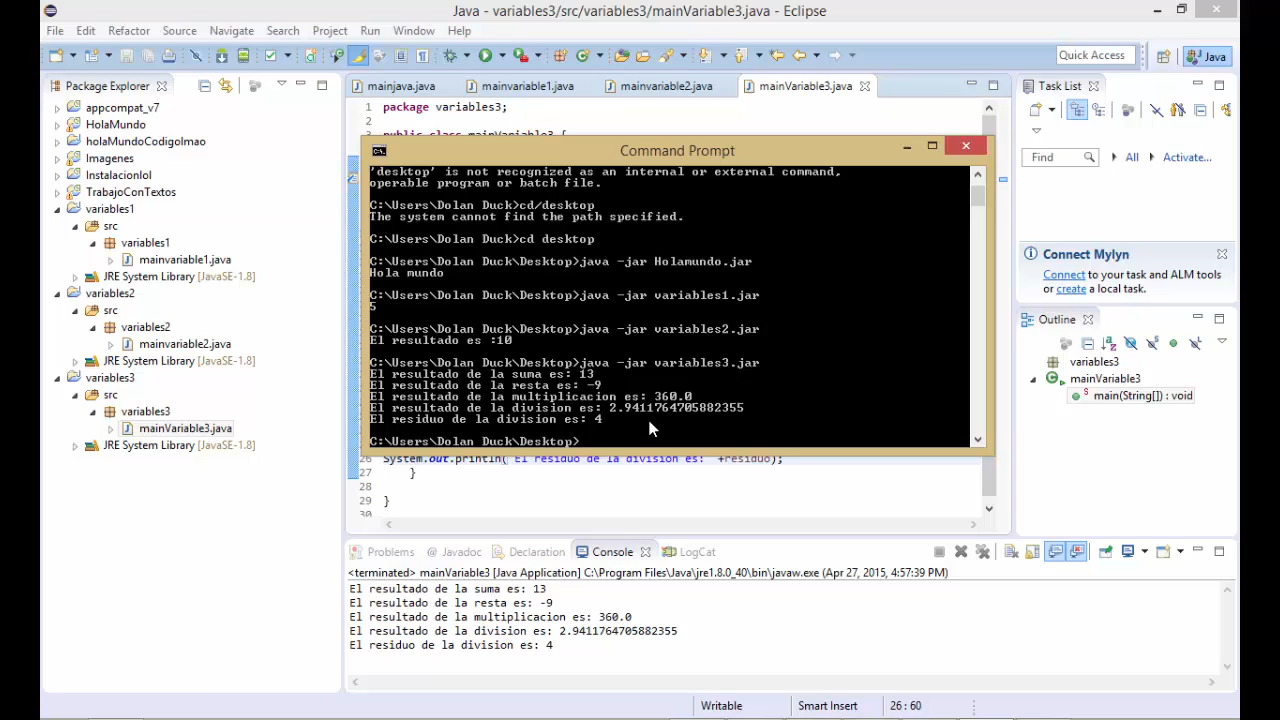 Java - variables3/src/variables3/mainVariable3.java - Eclipse
File Edit Refactor Source Navigate Search Project Run Window Help
Quick Access Java
Package Explorer
appcompat_v7
HolaMundo
holaMundoCodigoImao
Imagenes
InstalacionIoI
TrabajoConTextos
variables1
src
variables1
mainvariable1.java
JRE System Library [JavaSE-1.8]
variables2
src
variables2
mainvariable2.java
JRE System Library [JavaSE-1.8]
variables3
src
variables3
mainVariable3.java
JRE System Library [JavaSE-1.8]
mainjava.java mainvariable1.java mainvariable2.java mainVariable3.java
1 package variables3;
2
3 public class mainVariable3 {
Command Prompt
'desktop' is not recognized as an internal or external command,
operable program or batch file.
C:\Users\Dolan Duck>cd/desktop
The system cannot find the path specified.
C:\Users\Dolan Duck>cd desktop
C:\Users\Dolan Duck\Desktop>java -jar Holamundo.jar
Hola mundo
C:\Users\Dolan Duck\Desktop>java -jar variables1.jar
5
C:\Users\Dolan Duck\Desktop>java -jar variables2.jar
El resultado es :10
C:\Users\Dolan Duck\Desktop>java -jar variables3.jar
El resultado de la suma es: 13
El resultado de la resta es: -9
El resultado de la multiplicacion es: 360.0
El resultado de la division es: 2.9411764705882355
El residuo de la division es: 4
C:\Users\Dolan Duck\Desktop>
26 System.out.println(" El residuo de la division es: "+residuo);
27 }
28
29 }
30
Task List
Find All Activate...
Connect Mylyn
Connect to your task and ALM tools
or create a local task.
Outline
variables3
mainVariable3
main(String[]) : void
Problems Javadoc Declaration Console LogCat
<terminated> mainVariable3 [Java Application] C:\Program Files\Java\jre1.8.0_40\bin\javaw.exe (Apr 27, 2015, 4:57:39 PM)
El resultado de la suma es: 13
El resultado de la resta es: -9
El resultado de la multiplicacion es: 360.0
El resultado de la division es: 2.9411764705882355
El residuo de la division es: 4
Writable Smart Insert 26 : 60